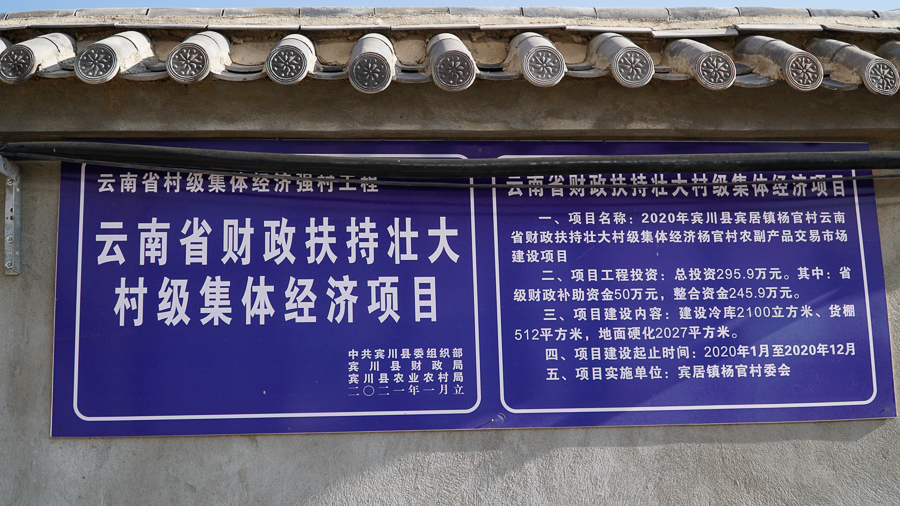 云南省村级集体经济强村工程
云南省财政扶持壮大
村级集体经济项目
中共宾川县委组织部
宾川县财政局
宾川县农业农村局
二〇二一年一月立
云南省财政扶持壮大村级集体经济项目
一、项目名称：2020年宾川县宾居镇杨官村云南
省财政扶持壮大村级集体经济杨官村农副产品交易市场
建设项目
二、项目工程投资：总投资295.9万元。其中：省
级财政补助资金50万元，整合资金245.9万元。
三、项目建设内容：建设冷库2100立方米、货棚
512平方米，地面硬化2027平方米。
四、项目建设起止时间：2020年1月至2020年12月
五、项目实施单位：宾居镇杨官村委会